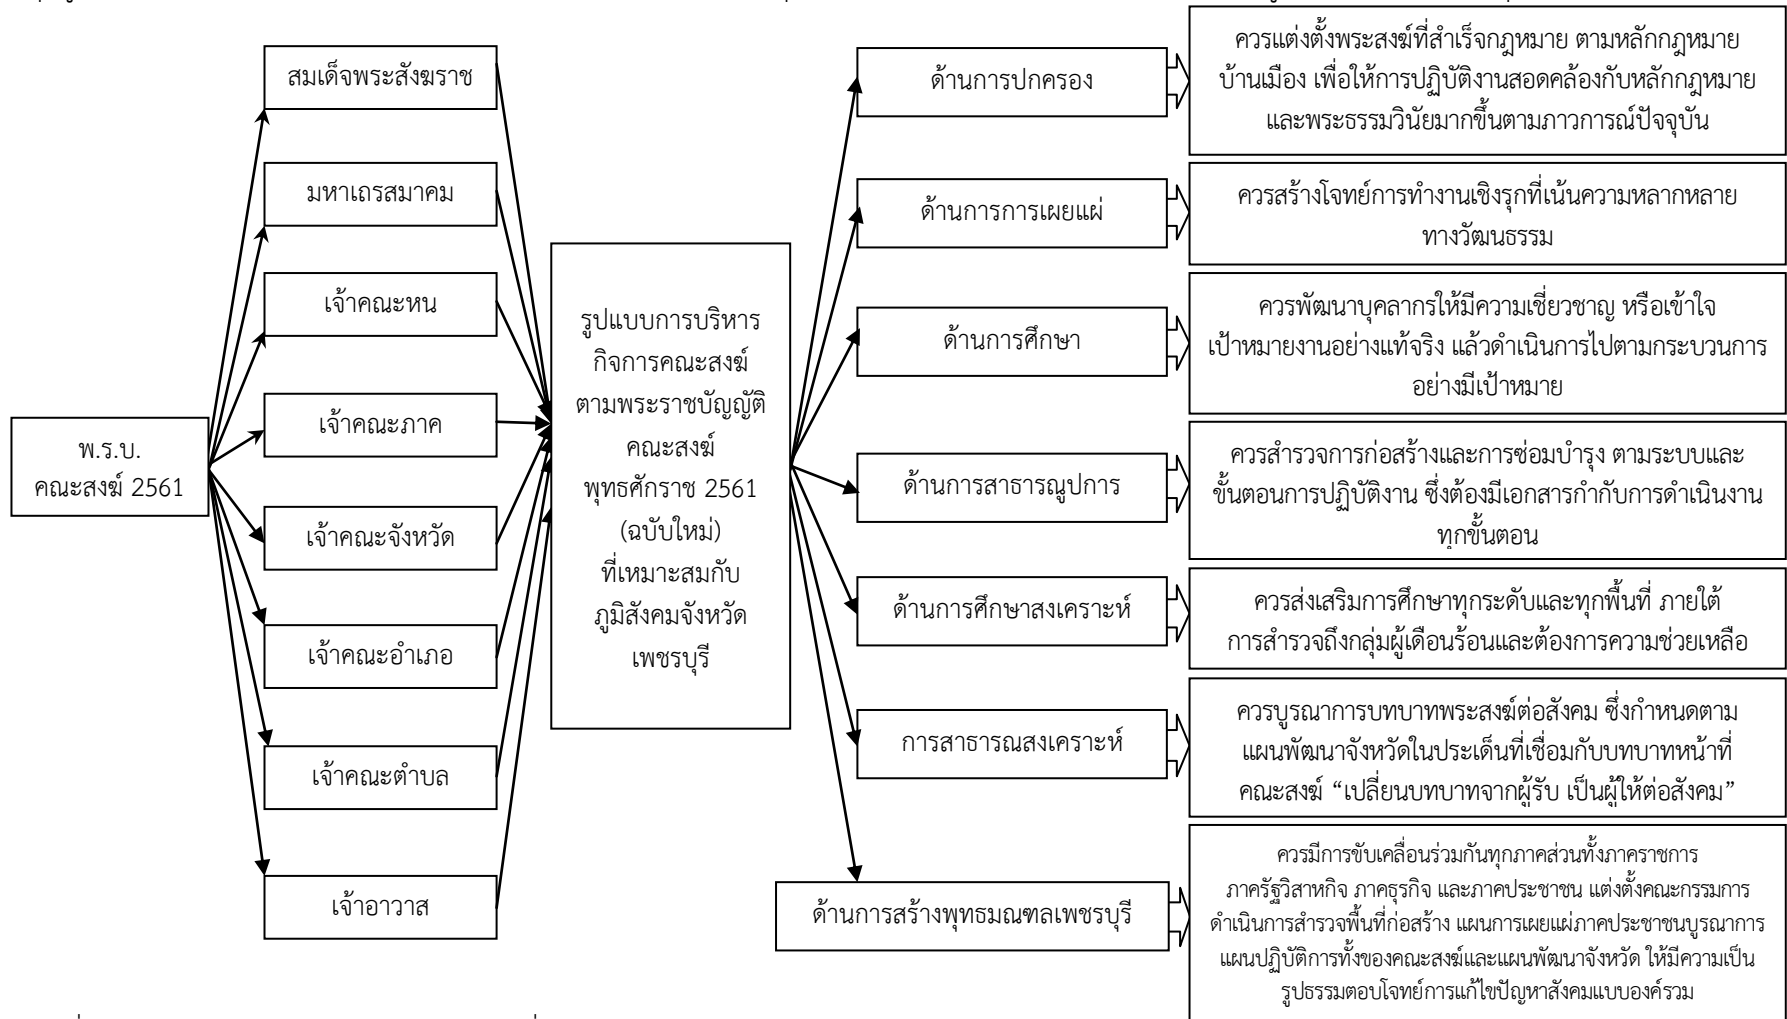 พ.ร.บ.
คณะสงฆ์ 2561
สมเด็จพระสังฆราช
มหาเถรสมาคม
เจ้าคณะหน
เจ้าคณะภาค
เจ้าคณะจังหวัด
เจ้าคณะอำเภอ
เจ้าคณะตำบล
เจ้าอาวาส
รูปแบบการบริหาร
กิจการคณะสงฆ์
ตามพระราชบัญญัติ
คณะสงฆ์
พุทธศักราช 2561
(ฉบับใหม่)
ที่เหมาะสมกับ
ภูมิสังคมจังหวัด
เพชรบุรี
ด้านการปกครอง
ควรแต่งตั้งพระสงฆ์ที่สำเร็จกฎหมาย ตามหลักกฎหมาย
บ้านเมือง เพื่อให้การปฏิบัติงานสอดคล้องกับหลักกฎหมาย
และพระธรรมวินัยมากขึ้นตามภาวการณ์ปัจจุบัน
ด้านการการเผยแผ่
ควรสร้างโจทย์การทำงานเชิงรุกที่เน้นความหลากหลาย
ทางวัฒนธรรม
ด้านการศึกษา
ควรพัฒนาบุคลากรให้มีความเชี่ยวชาญ หรือเข้าใจ
เป้าหมายงานอย่างแท้จริง แล้วดำเนินการไปตามกระบวนการ
อย่างมีเป้าหมาย
ด้านการสาธารณูปการ
ควรสำรวจการก่อสร้างและการซ่อมบำรุง ตามระบบและ
ขั้นตอนการปฏิบัติงาน ซึ่งต้องมีเอกสารกำกับการดำเนินงาน
ทุกขั้นตอน
ด้านการศึกษาสงเคราะห์
ควรส่งเสริมการศึกษาทุกระดับและทุกพื้นที่ ภายใต้
การสำรวจถึงกลุ่มผู้เดือนร้อนและต้องการความช่วยเหลือ
การสาธารณสงเคราะห์
ควรบูรณาการบทบาทพระสงฆ์ต่อสังคม ซึ่งกำหนดตาม
แผนพัฒนาจังหวัดในประเด็นที่เชื่อมกับบทบาทหน้าที่
คณะสงฆ์ “เปลี่ยนบทบาทจากผู้รับ เป็นผู้ให้ต่อสังคม”
ด้านการสร้างพุทธมณฑลเพชรบุรี
ควรมีการขับเคลื่อนร่วมกันทุกภาคส่วนทั้งภาคราชการ
ภาครัฐวิสาหกิจ ภาคธุรกิจ และภาคประชาชน แต่งตั้งคณะกรรมการ
ดำเนินการสำรวจพื้นที่ก่อสร้าง แผนการเผยแผ่ภาคประชาชนบูรณาการ
แผนปฏิบัติการทั้งของคณะสงฆ์และแผนพัฒนาจังหวัด ให้มีความเป็น
รูปธรรมตอบโจทย์การแก้ไขปัญหาสังคมแบบองค์รวม